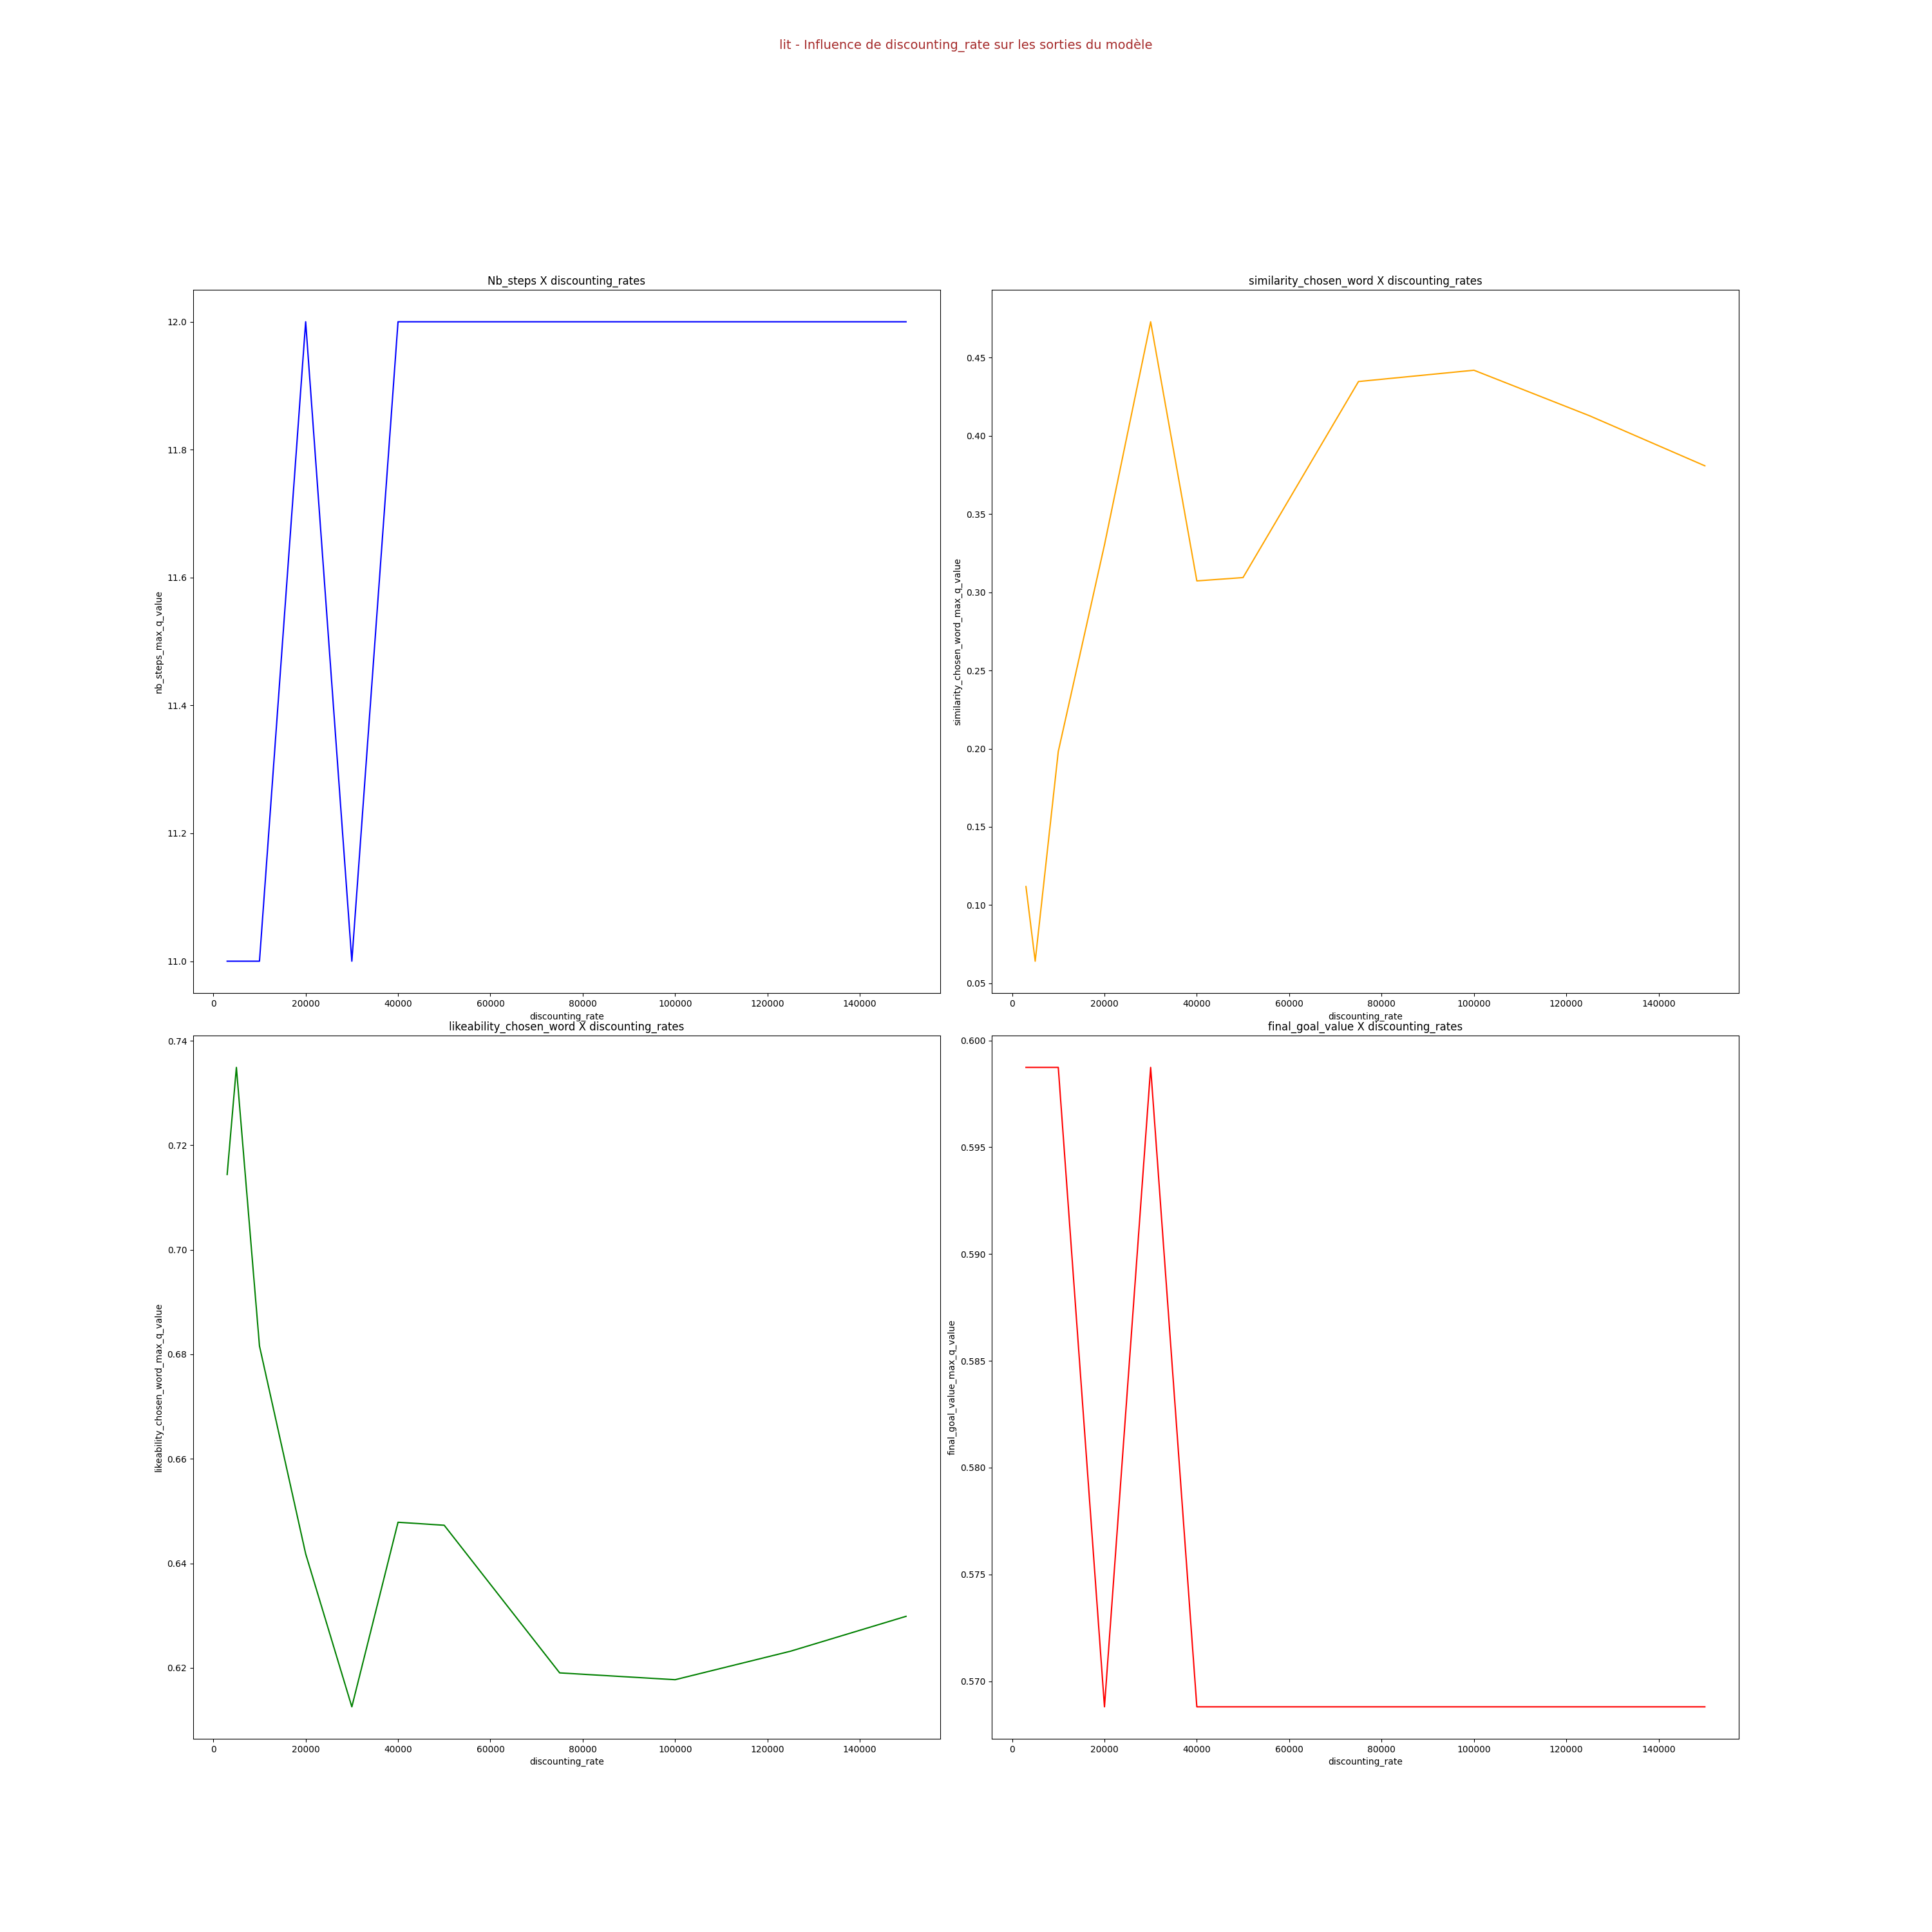 lit - Influence de discounting_rate sur les sorties du modèle
Nb_steps X discounting_rates
12.0
11.8
11.6
11.4
11.2
11.0
nb_steps_max_q_value
0 20000 40000 60000 80000 100000 120000 140000
discounting_rate
similarity_chosen_word X discounting_rates
0.45
0.40
0.35
0.30
0.25
0.20
0.15
0.10
0.05
similarity_chosen_word_max_q_value
0 20000 40000 60000 80000 100000 120000 140000
discounting_rate
likeability_chosen_word X discounting_rates
0.74
0.72
0.70
0.68
0.66
0.64
0.62
likeability_chosen_word_max_q_value
0 20000 40000 60000 80000 100000 120000 140000
discounting_rate
final_goal_value X discounting_rates
0.600
0.595
0.590
0.585
0.580
0.575
0.570
final_goal_value_max_q_value
0 20000 40000 60000 80000 100000 120000 140000
discounting_rate